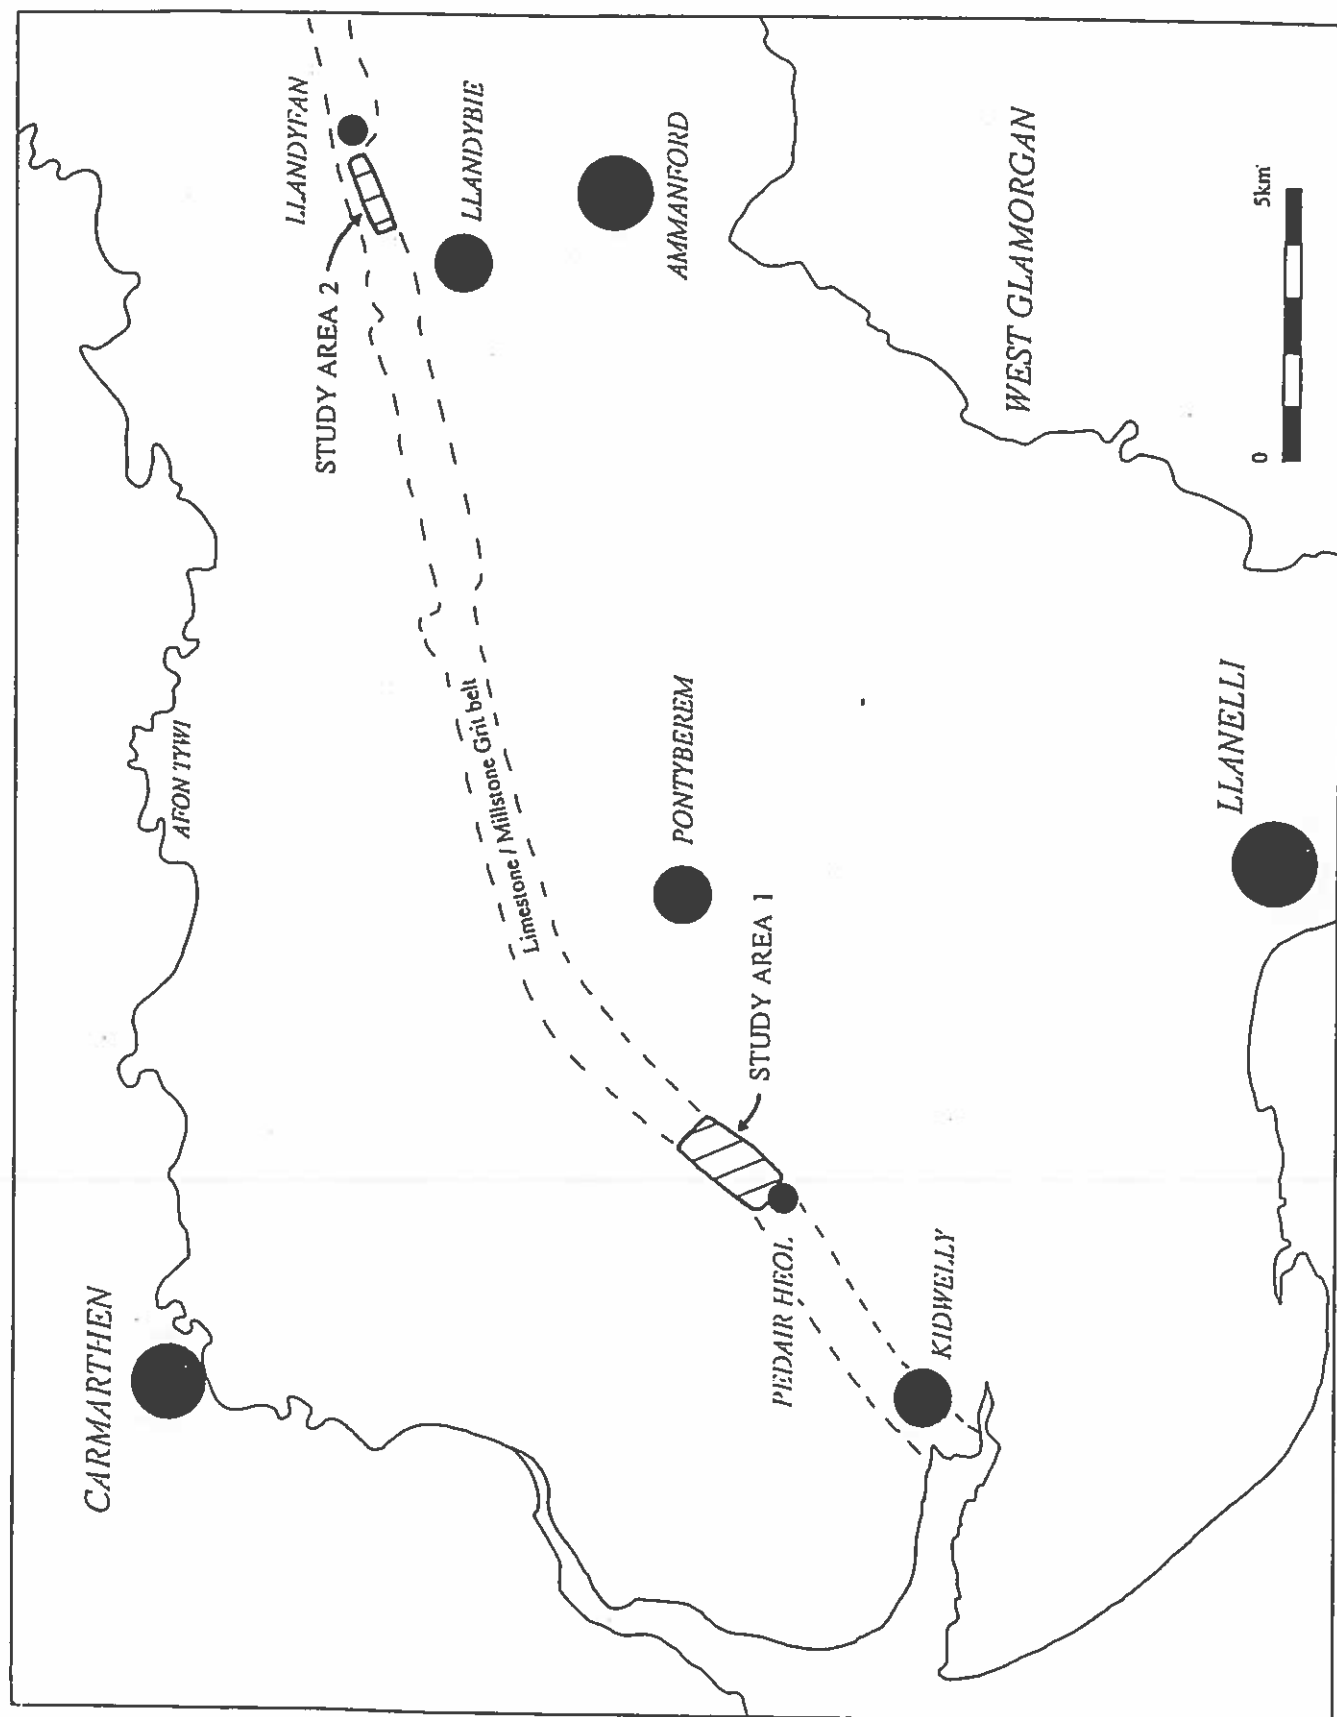 CARMARTHEN
AFON TYWI
LLANDYFAN
STUDY AREA 2
LLANDYBIE
AMMANFORD
Limestone / Millstone Grit belt
PONTYBEREM
STUDY AREA 1
PEDAIR HEOL
KIDWELLY
WEST GLAMORGAN
LLANELLI
0
5km